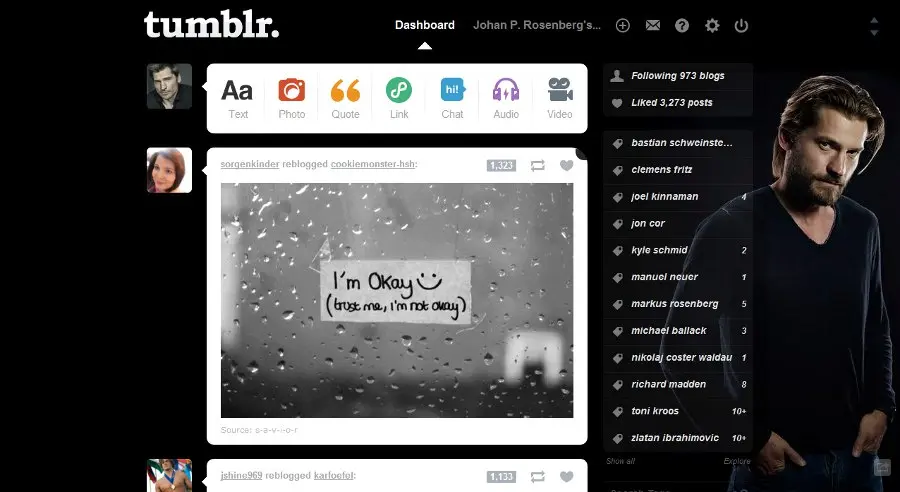 tumblr.
Dashboard
Johan P. Rosenberg's...
Aa
Text
Photo
Quote
Link
hi!
Chat
Audio
Video
sorgenkinder reblogged cookiemonster-hsh:
1,323
I'm Okay
(trust me, i'm not okay)
Source: s-a-v-i-o-r
jshine969 reblogged karloefel:
1,133
Following 973 blogs
Liked 3,273 posts
bastian schweinste...
clemens fritz
joel kinnaman 4
jon cor
kyle schmid 2
manuel neuer 1
markus rosenberg 5
michael ballack 3
nikolaj coster waldau 1
richard madden 8
toni kroos 10+
zlatan ibrahimovic 10+
Show all
Explore